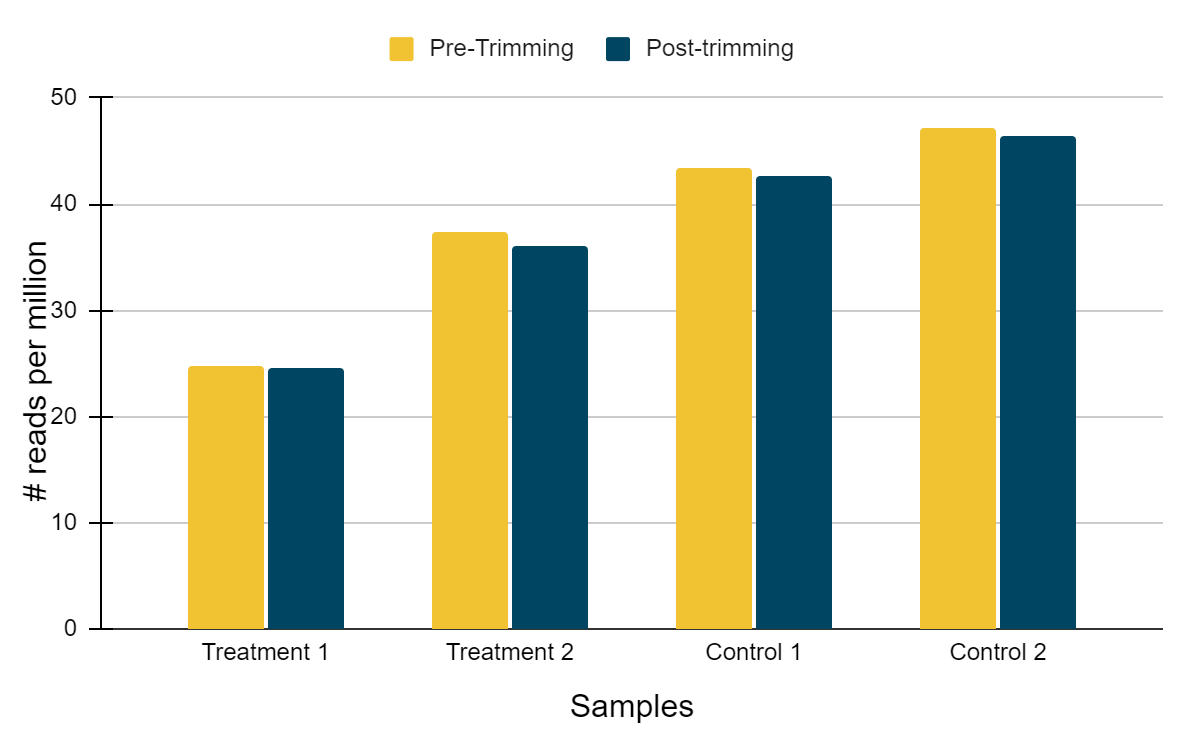 Pre-Trimming Post-trimming
50
40
30
20
10
0
# reads per million
Treatment 1 Treatment 2 Control 1 Control 2
Samples